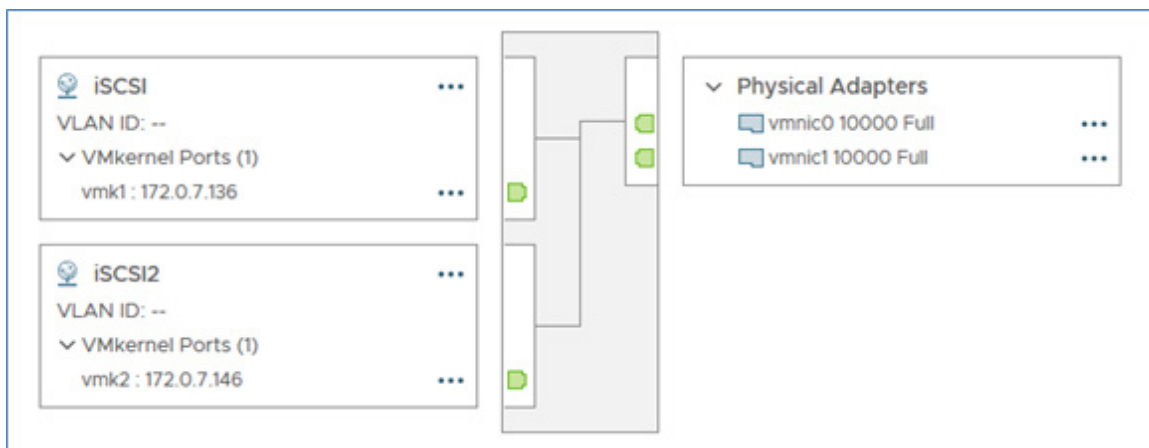 iSCSI
VLAN ID: --
VMkernel Ports (1)
vmk1 : 172.0.7.136
iSCSI2
VLAN ID: --
VMkernel Ports (1)
vmk2 : 172.0.7.146
Physical Adapters
vmnic0 10000 Full
vmnic1 10000 Full